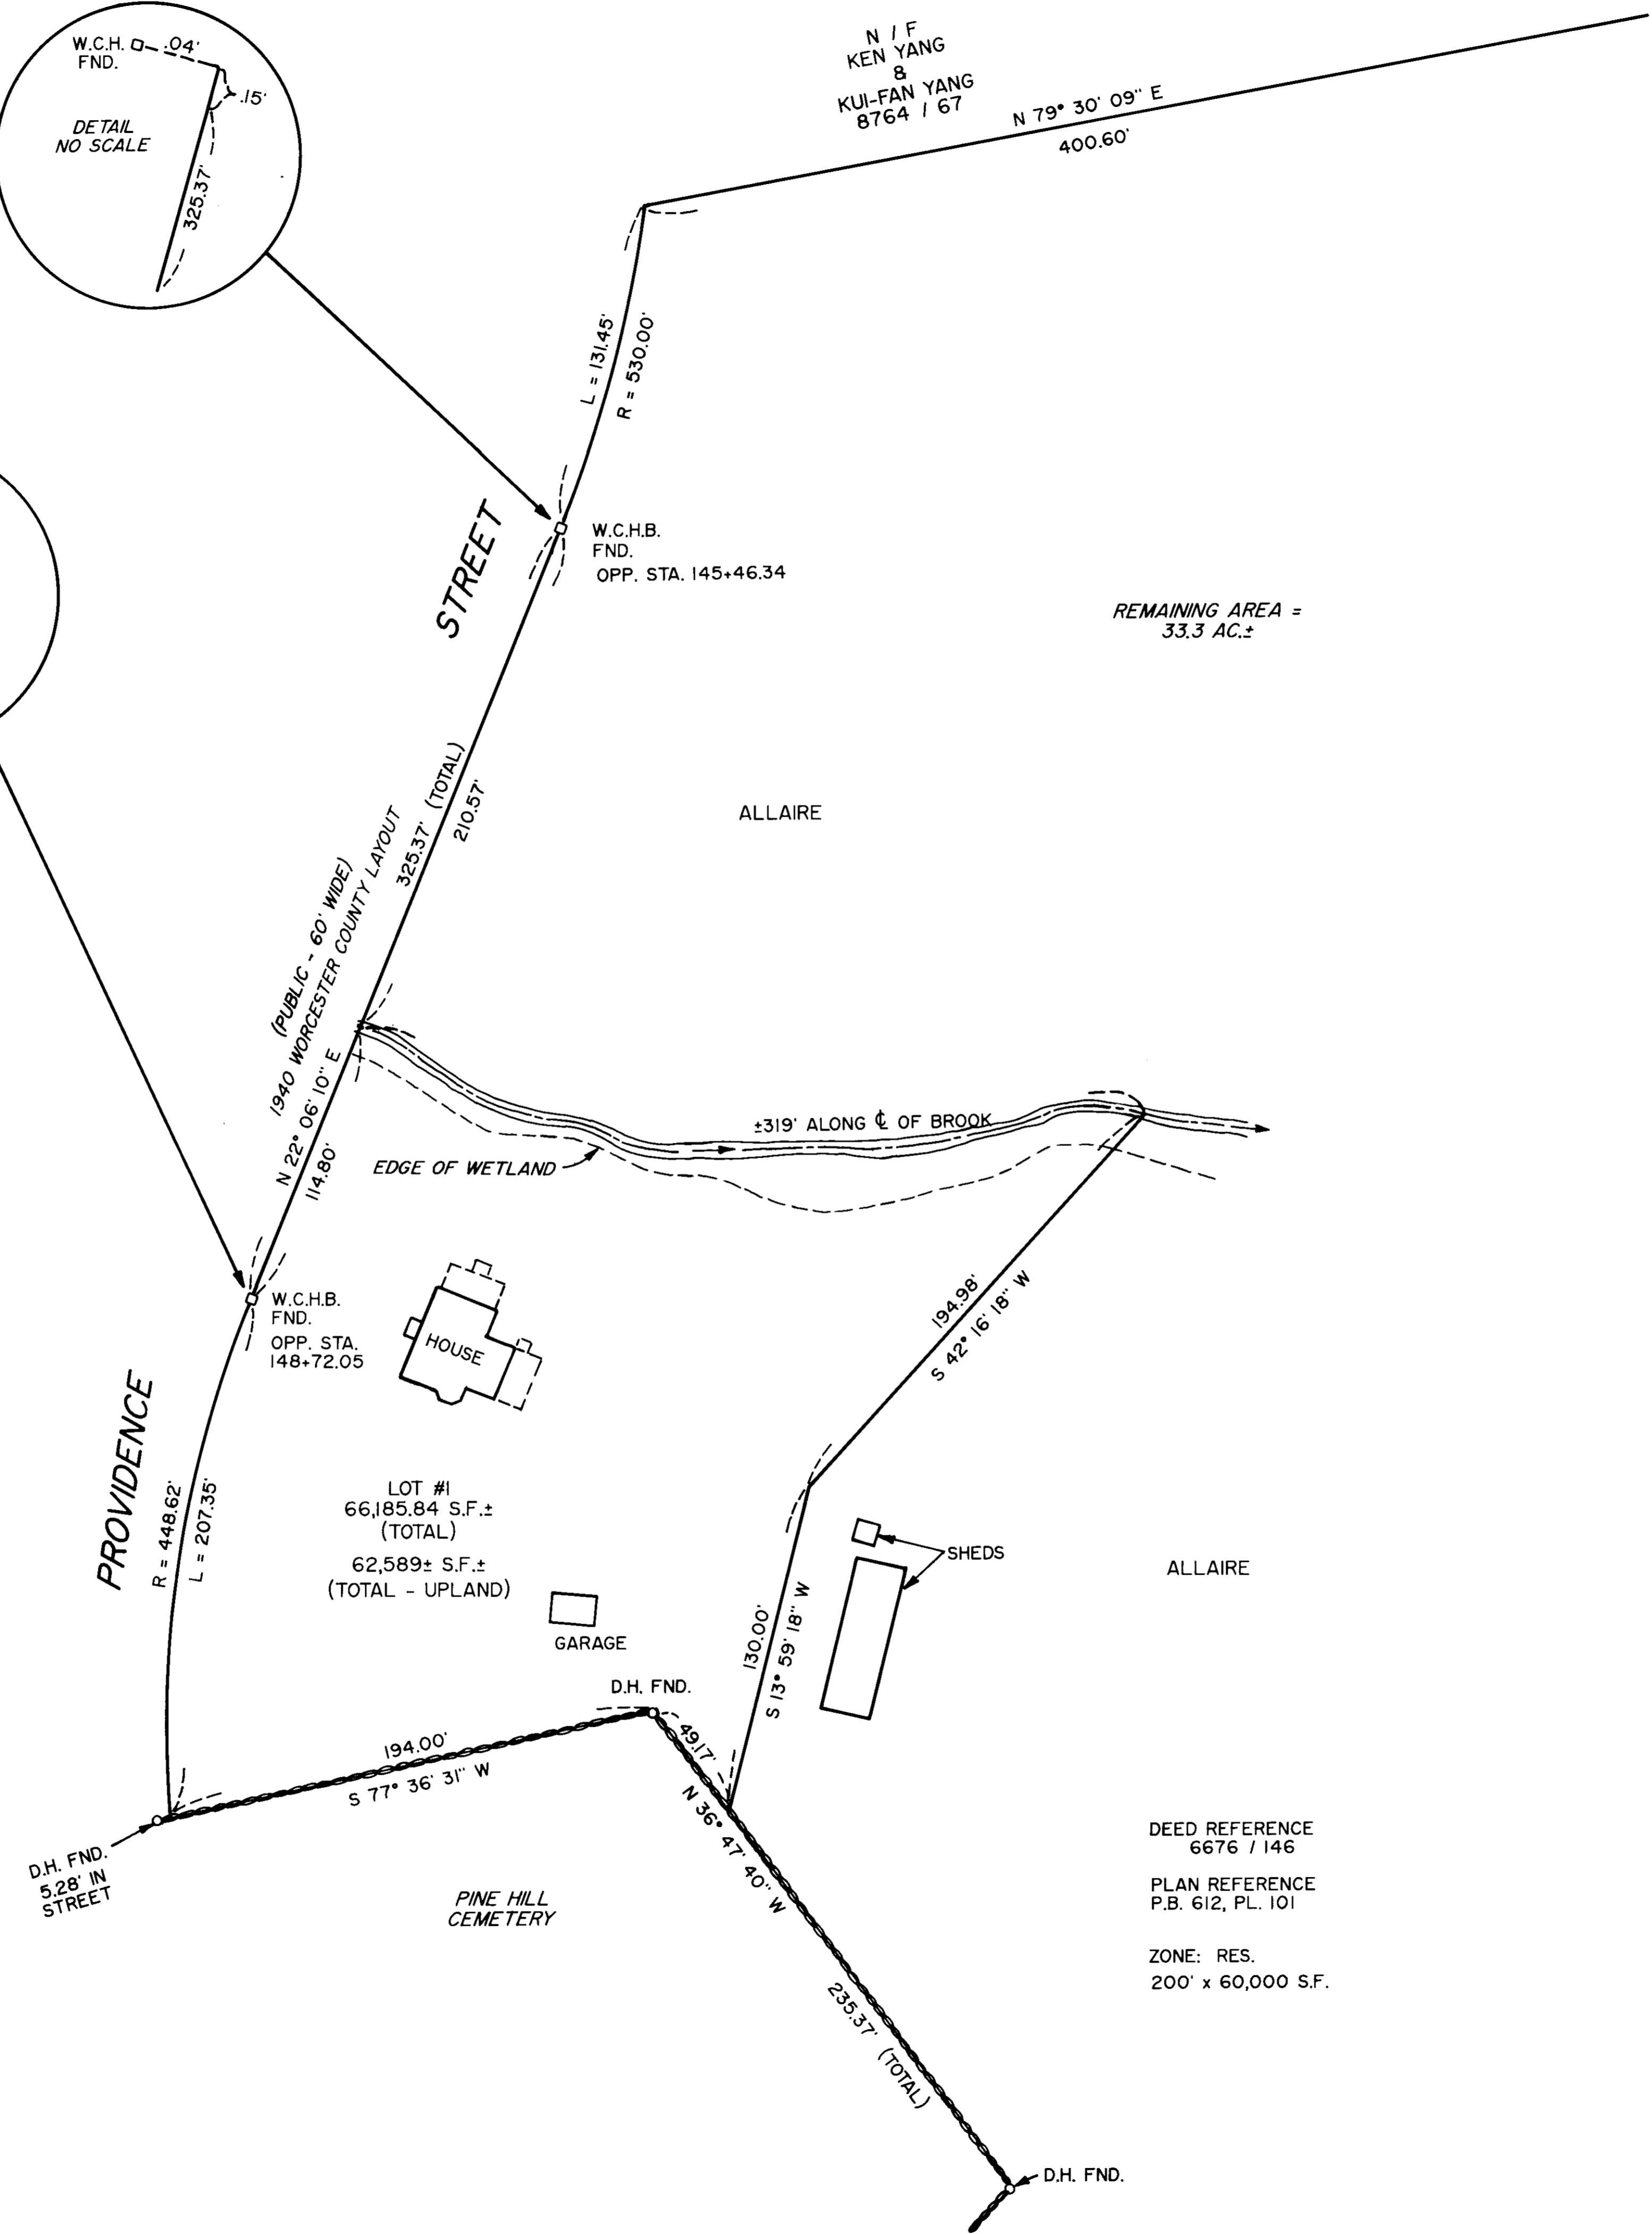 W.C.H. .04'
FND.
.15'
DETAIL
NO SCALE
325.37'
N / F
KEN YANG
&
KUI-FAN YANG
8764 / 67
N 79° 30' 09" E
400.60'
L = 131.45'
R = 530.00'
STREET
W.C.H.B.
FND.
OPP. STA. 145+46.34
REMAINING AREA =
33.3 AC.±
325.37' (TOTAL)
210.57'
ALLAIRE
(PUBLIC - 60' WIDE)
1940 WORCESTER COUNTY LAYOUT
N 22° 06' 10" E
114.80'
±319' ALONG ℄ OF BROOK
EDGE OF WETLAND
W.C.H.B.
FND.
OPP. STA.
148+72.05
HOUSE
194.98'
S 42° 16' 18" W
PROVIDENCE
R = 448.62'
L = 207.35'
LOT #1
66,185.84 S.F.±
(TOTAL)
62,589± S.F.±
(TOTAL - UPLAND)
SHEDS
ALLAIRE
GARAGE
130.00'
S 13° 59' 18" W
D.H. FND.
49.17'
194.00'
S 77° 36' 31" W
N 36° 47' 40" W
D.H. FND.
5.28' IN
STREET
PINE HILL
CEMETERY
DEED REFERENCE
6676 / 146
PLAN REFERENCE
P.B. 612, PL. 101
ZONE: RES.
200' x 60,000 S.F.
235.37' (TOTAL)
D.H. FND.